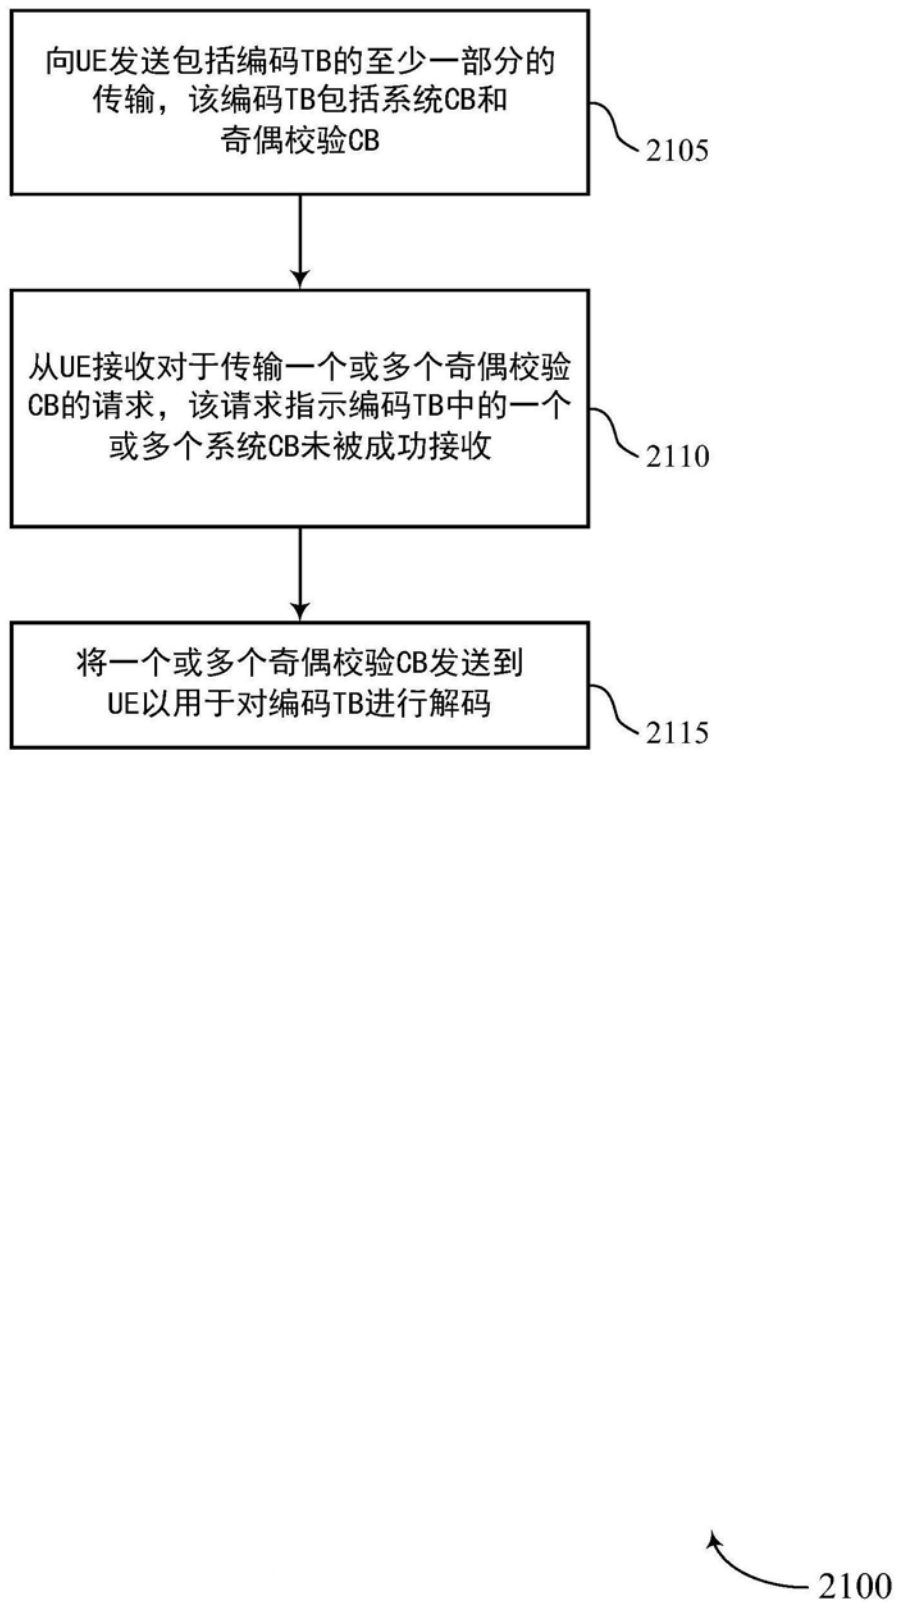 向UE发送包括编码TB的至少一部分的
传输，该编码TB包括系统CB和
奇偶校验CB
2105
从UE接收对于传输一个或多个奇偶校验
CB的请求，该请求指示编码TB中的一个
或多个系统CB未被成功接收
2110
将一个或多个奇偶校验CB发送到
UE以用于对编码TB进行解码
2115
2100